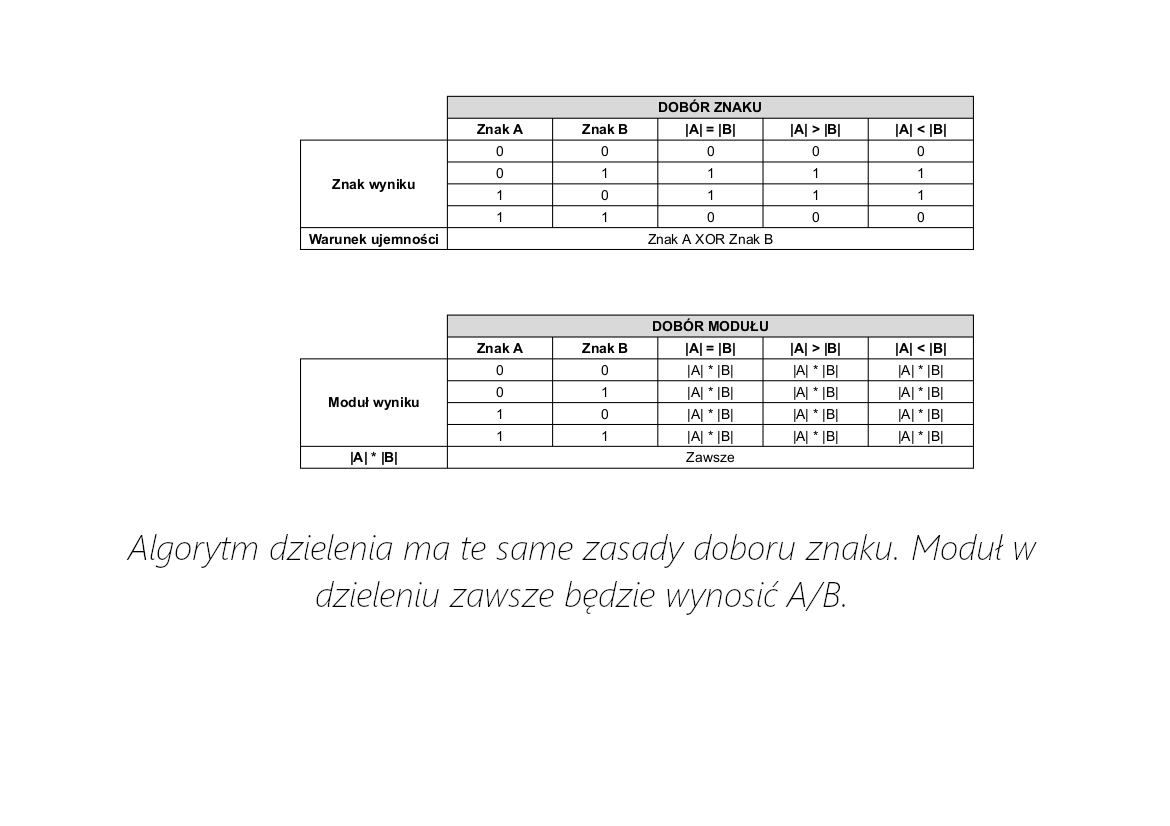 DOBÓR ZNAKU
Znak A Znak B |A| = |B| |A| > |B| |A| < |B|
Znak wyniku
0 0 0 0 0
0 1 1 1 1
1 0 1 1 1
1 1 0 0 0
Warunek ujemności Znak A XOR Znak B
DOBÓR MODUŁU
Znak A Znak B |A| = |B| |A| > |B| |A| < |B|
Moduł wyniku
0 0 |A| * |B| |A| * |B| |A| * |B|
0 1 |A| * |B| |A| * |B| |A| * |B|
1 0 |A| * |B| |A| * |B| |A| * |B|
1 1 |A| * |B| |A| * |B| |A| * |B|
|A| * |B| Zawsze
Algorytm dzielenia ma te same zasady doboru znaku. Moduł w
dzieleniu zawsze będzie wynosić A/B.